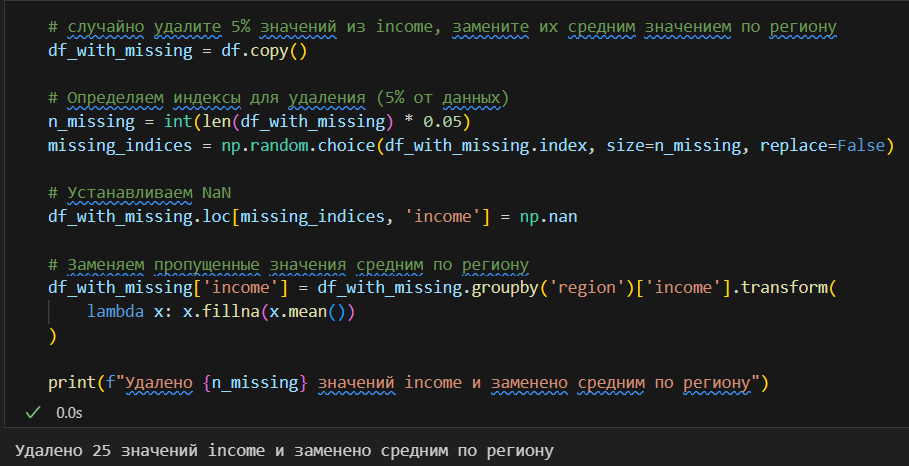 # случайно удалите 5% значений из income, замените их средним значением по региону
df_with_missing = df.copy()
# Определяем индексы для удаления (5% от данных)
n_missing = int(len(df_with_missing) * 0.05)
missing_indices = np.random.choice(df_with_missing.index, size=n_missing, replace=False)
# Устанавливаем NaN
df_with_missing.loc[missing_indices, 'income'] = np.nan
# Заменяем пропущенные значения средним по региону
df_with_missing['income'] = df_with_missing.groupby('region')['income'].transform(
    lambda x: x.fillna(x.mean())
)
print(f"Удалено {n_missing} значений income и заменено средним по региону")
0.0s
Удалено 25 значений income и заменено средним по региону